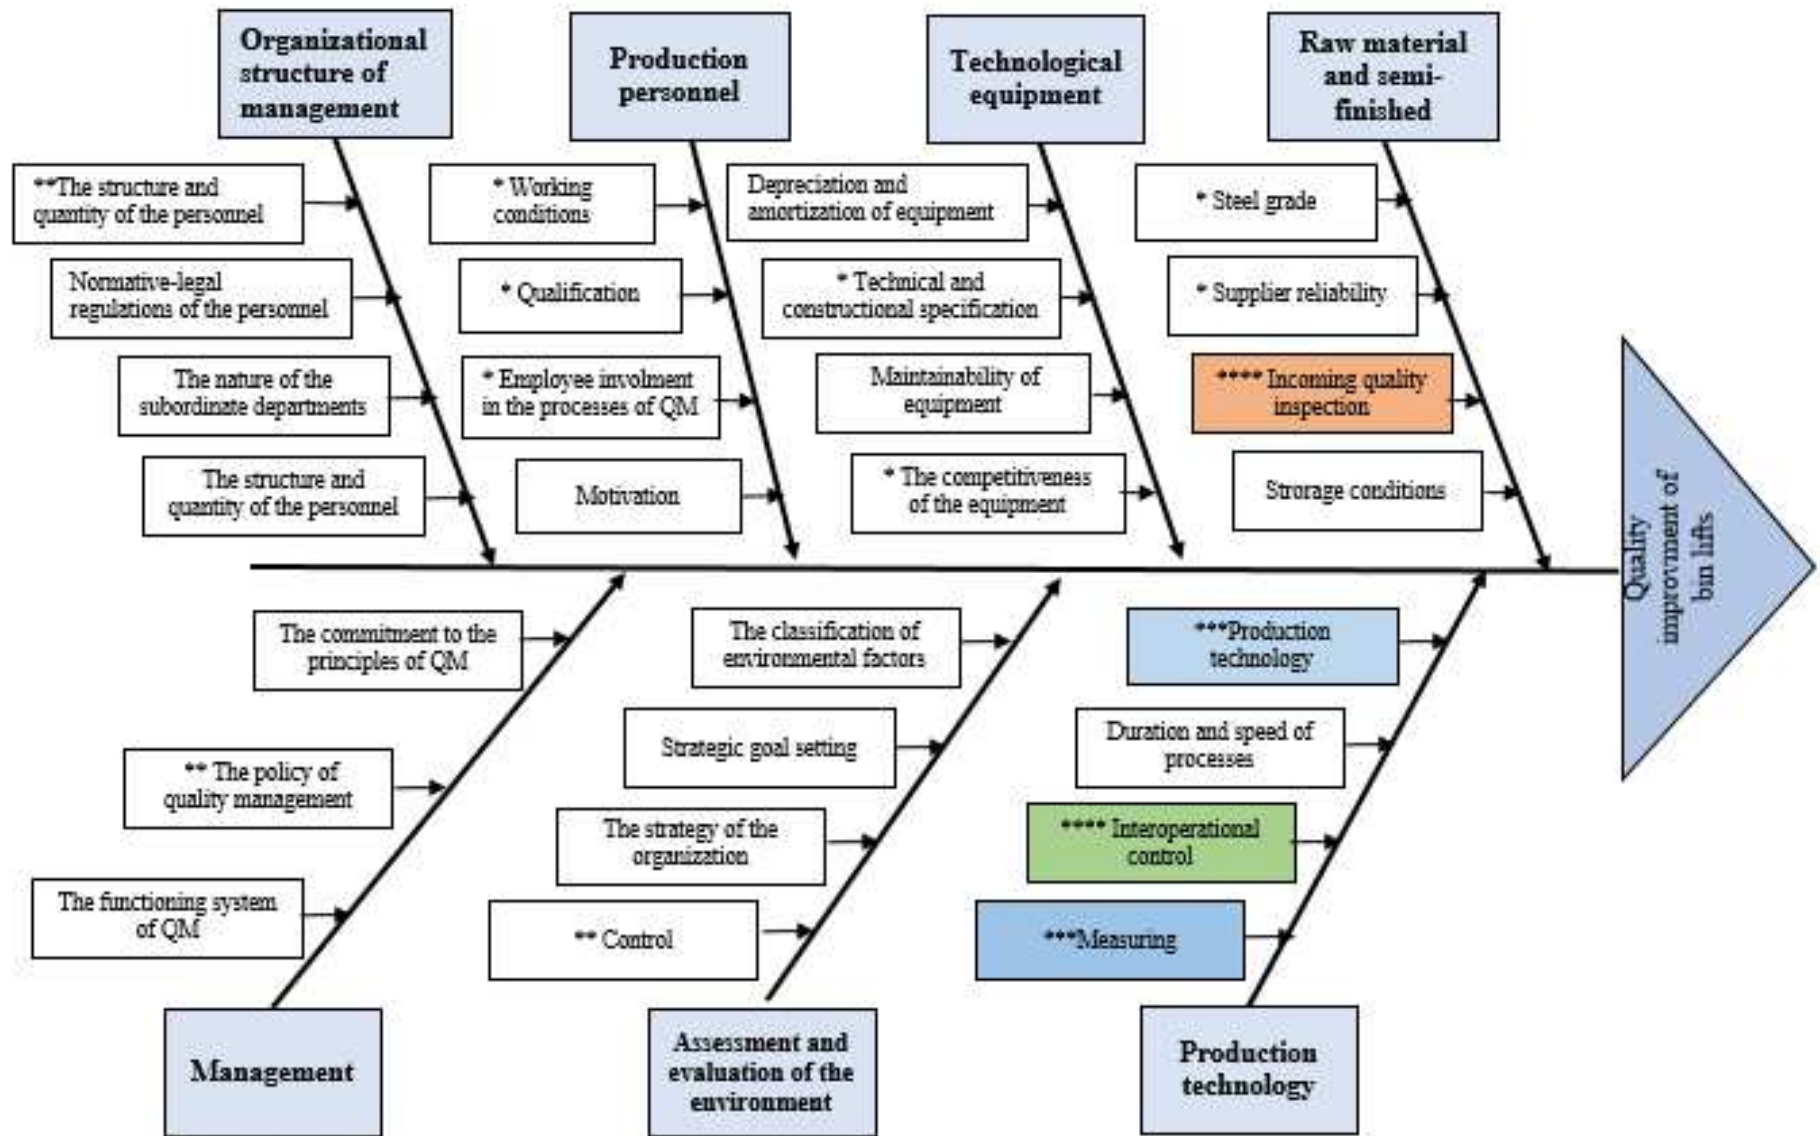 Organizational
structure of
management
Production
personnel
Technological
equipment
Raw material
and semi-
finished
**The structure and
quantity of the personnel
Normative-legal
regulations of the personnel
The nature of the
subordinate departments
The structure and
quantity of the personnel
* Working
conditions
* Qualification
* Employee involment
in the processes of QM
Motivation
Depreciation and
amortization of equipment
* Technical and
constructional specification
Maintainability of
equipment
* The competitiveness
of the equipment
* Steel grade
* Supplier reliability
**** Incoming quality
inspection
Strorage conditions
Quality
improvment of
bin lifts
The commitment to the
principles of QM
** The policy of
quality management
The functioning system
of QM
The classification of
environmental factors
Strategic goal setting
The strategy of the
organization
** Control
***Production
technology
Duration and speed of
processes
**** Interoperational
control
***Measuring
Management
Assessment and
evaluation of the
environment
Production
technology